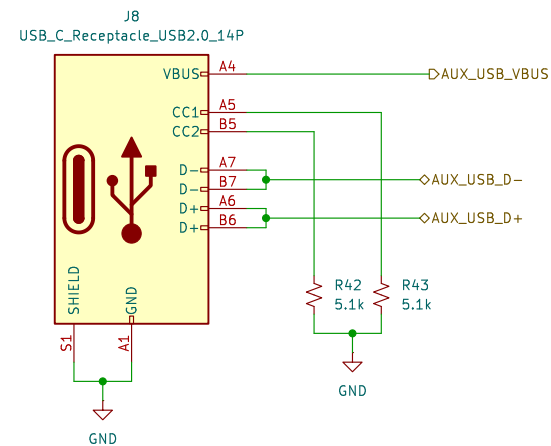 J8
USB_C_Receptacle_USB2.0_14P
VBUS A4 AUX_USB_VBUS
CC1 A5
CC2 B5
D- A7
D- B7 AUX_USB_D-
D+ A6
D+ B6 AUX_USB_D+
SHIELD GND
R42 R43
5.1k 5.1k
S1 A1
GND
GND